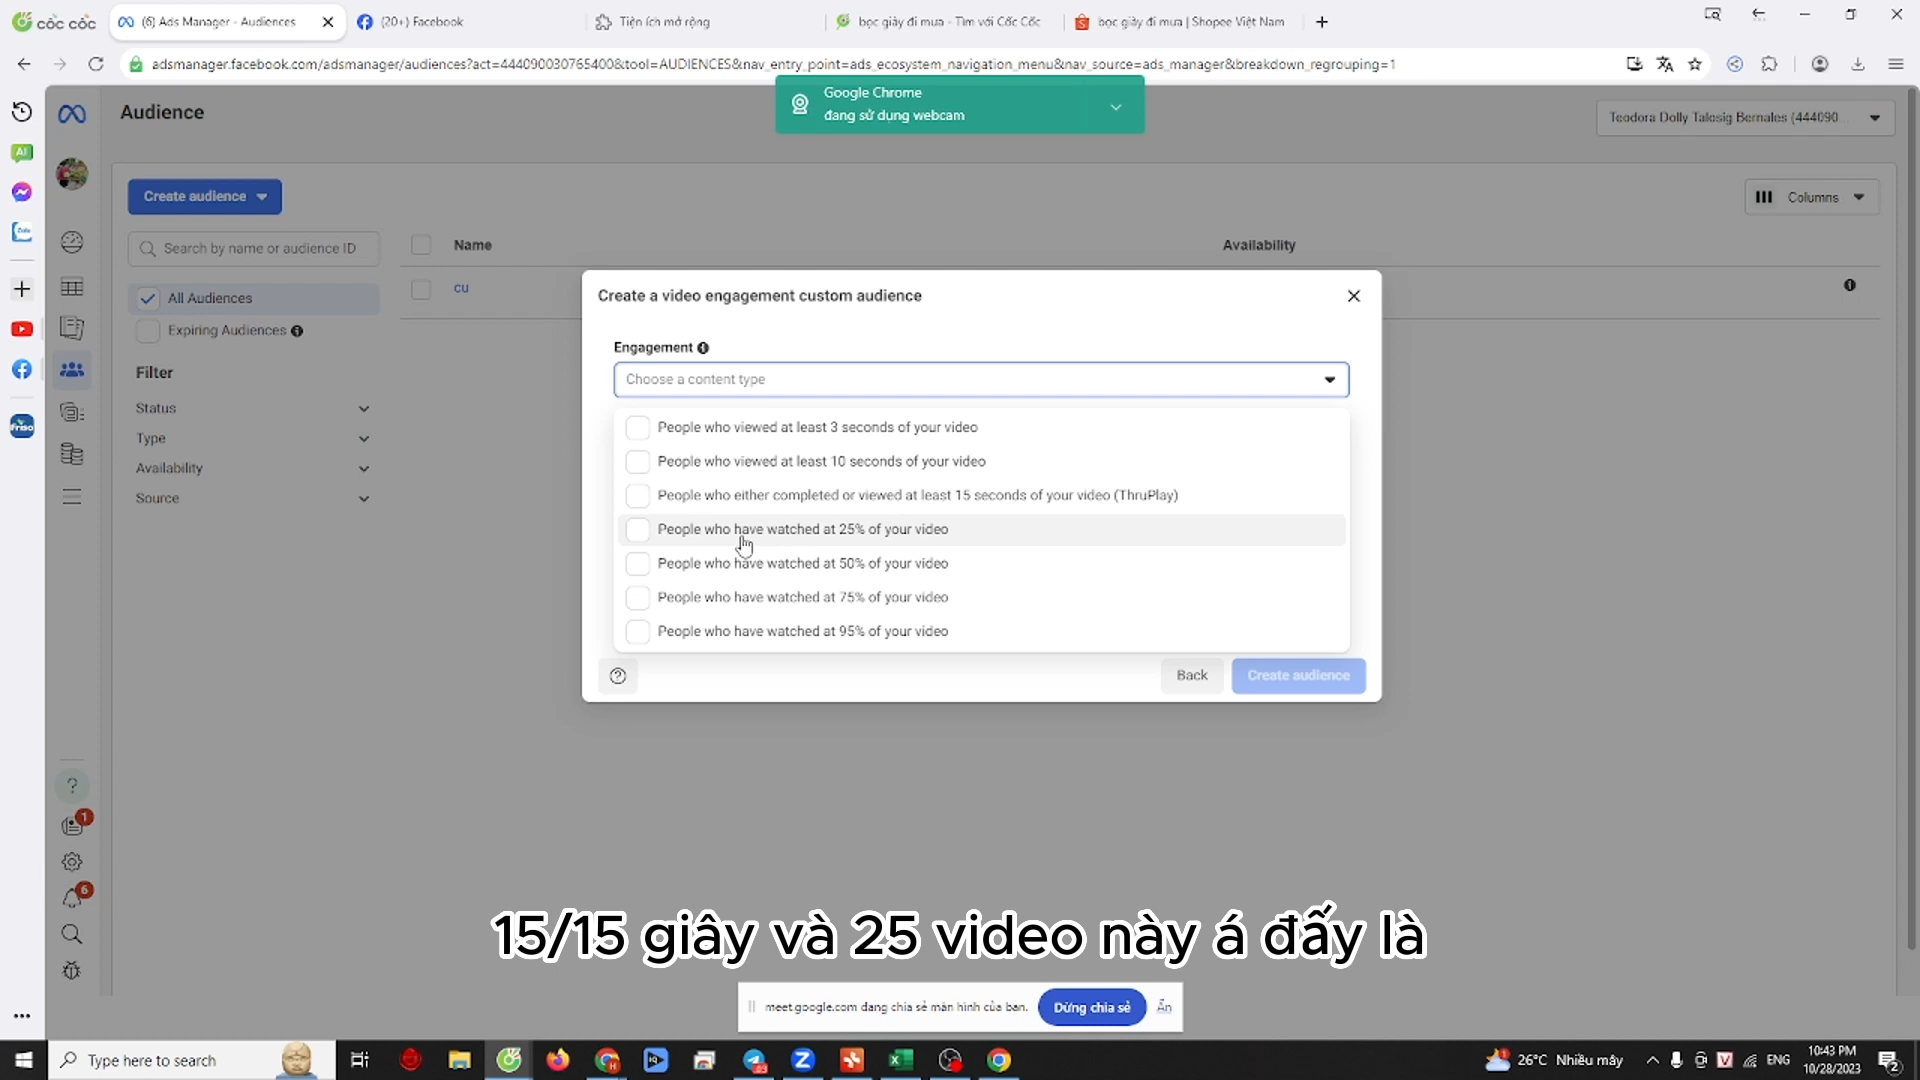 cốc cốc
(6) Ads Manager - Audiences
(20+) Facebook
Tiện ích mở rộng
bọc giày đi mưa - Tìm với Cốc Cốc
bọc giày đi mưa | Shopee Việt Nam
adsmanager.facebook.com/adsmanager/audiences?act=444090030765400&tool=AUDIENCES&nav_entry_point=ads_ecosystem_navigation_menu&nav_source=ads_manager&breakdown_regrouping=1
Google Chrome
đang sử dụng webcam
Audience
Teodora Dolly Talosig Bernales (444090...
Create audience
Columns
Search by name or audience ID
Name
Availability
All Audiences
cu
Expiring Audiences
Filter
Status
Type
Availability
Source
Create a video engagement custom audience
Engagement
Choose a content type
People who viewed at least 3 seconds of your video
People who viewed at least 10 seconds of your video
People who either completed or viewed at least 15 seconds of your video (ThruPlay)
People who have watched at 25% of your video
People who have watched at 50% of your video
People who have watched at 75% of your video
People who have watched at 95% of your video
Back
Create audience
AI
Zalo
Friso
1
6
15/15 giây và 25 video này á đấy là
meet.google.com đang chia sẻ màn hình của bạn.
Dừng chia sẻ
Ẩn
Type here to search
26°C Nhiều mây
ENG
10:43 PM
10/28/2023
2